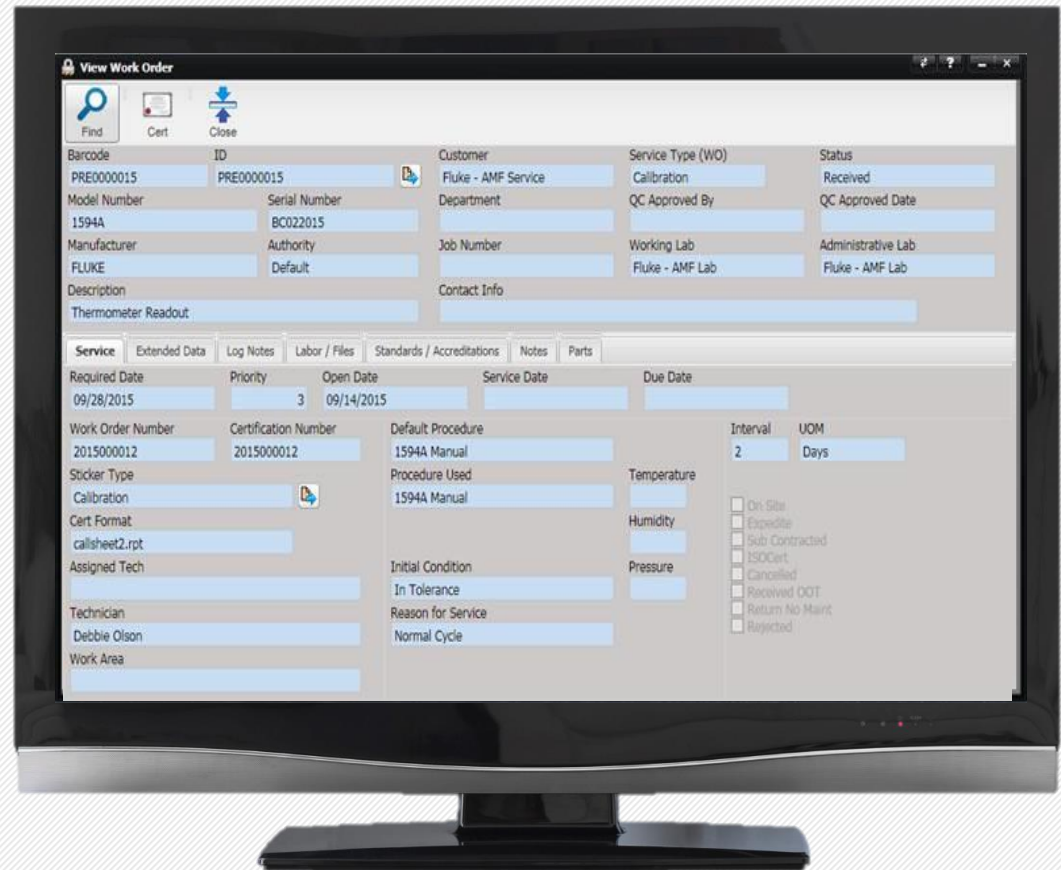 View Work Order
Find Cert Close
Barcode ID Customer Service Type (WO) Status
PRE0000015 PRE0000015 Fluke - AMF Service Calibration Received
Model Number Serial Number Department QC Approved By QC Approved Date
1594A BC022015
Manufacturer Authority Job Number Working Lab Administrative Lab
FLUKE Default Fluke - AMF Lab Fluke - AMF Lab
Description Contact Info
Thermometer Readout
Service Extended Data Log Notes Labor / Files Standards / Accreditations Notes Parts
Required Date Priority Open Date Service Date Due Date
09/28/2015 3 09/14/2015
Work Order Number Certification Number Default Procedure Interval UOM
2015000012 2015000012 1594A Manual 2 Days
Sticker Type Procedure Used Temperature
Calibration 1594A Manual
On Site
Cert Format Humidity
Expedite
callsheet2.rpt
Sub Contracted
ISOCert
Assigned Tech Initial Condition Pressure
Cancelled
In Tolerance
Received OOT
Technician Reason for Service
Return No Maint
Debbie Olson Normal Cycle
Rejected
Work Area